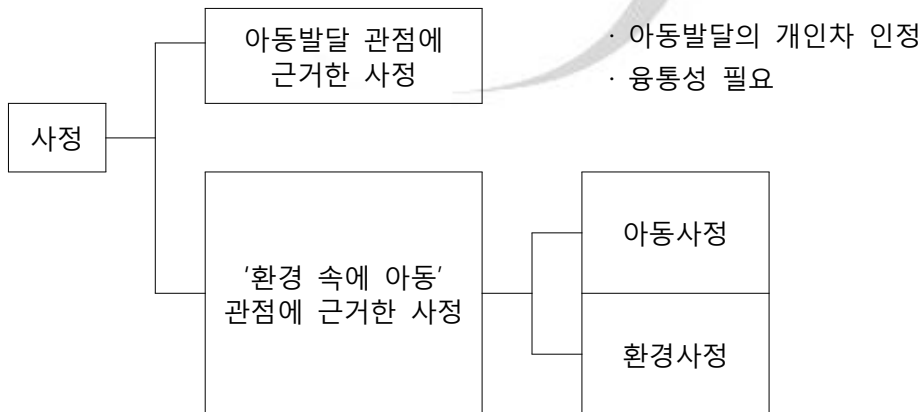 사정
아동발달 관점에
근거한 사정
· 아동발달의 개인차 인정
· 융통성 필요
'환경 속에 아동'
관점에 근거한 사정
아동사정
환경사정